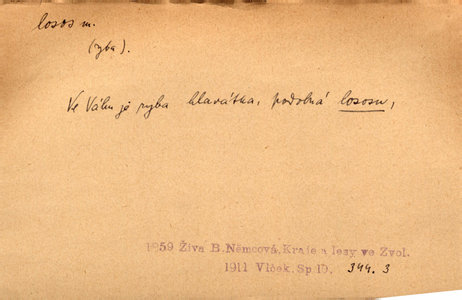 losos m.
(ryba).
Ve Váhu je ryba hlavátka, podobná lososu,
1859 Živa B.Němcová, Kraje a lesy ve Zvol.
1911 Vlček, Sp IV. 344. 3